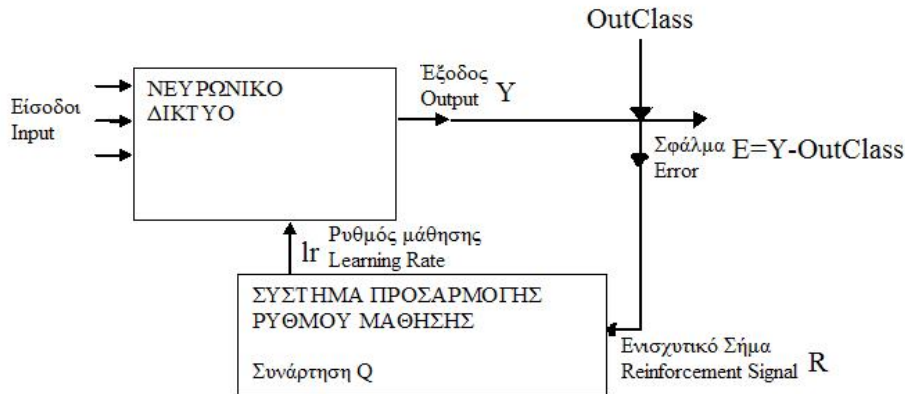 OutClass
ΝΕΥΡΩΝΙΚΟ
ΔΙΚΤΥΟ
Είσοδοι
Input
Έξοδος
Output Y
Σφάλμα
Error
E=Y-OutClass
lr
Ρυθμός μάθησης
Learning Rate
ΣΥΣΤΗΜΑ ΠΡΟΣΑΡΜΟΓΗΣ
ΡΥΘΜΟΥ ΜΑΘΗΣΗΣ
Συνάρτηση Q
Ενισχυτικό Σήμα
Reinforcement Signal R